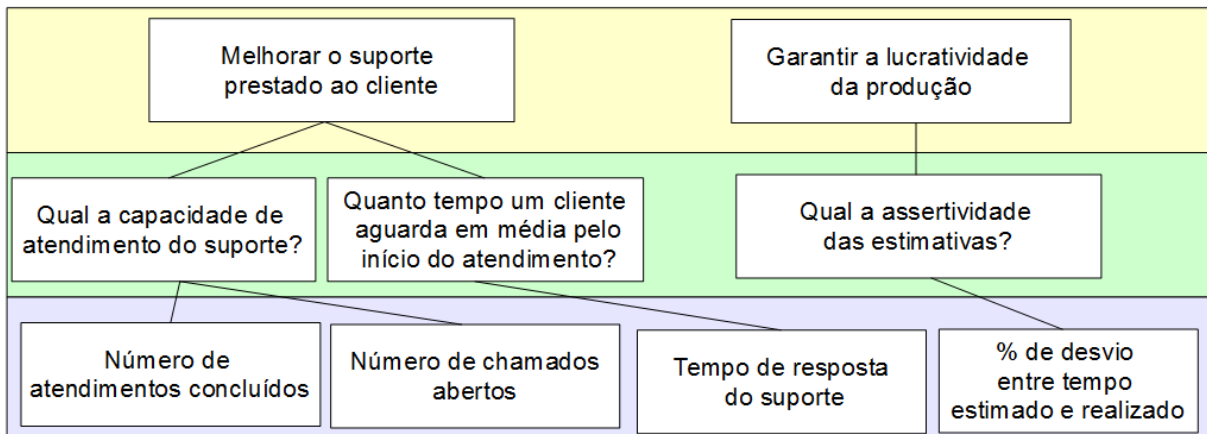 Melhorar o suporte
prestado ao cliente
Garantir a lucratividade
da produção
Qual a capacidade de
atendimento do suporte?
Quanto tempo um cliente
aguarda em média pelo
início do atendimento?
Qual a assertividade
das estimativas?
Número de
atendimentos concluídos
Número de chamados
abertos
Tempo de resposta
do suporte
% de desvio
entre tempo
estimado e realizado